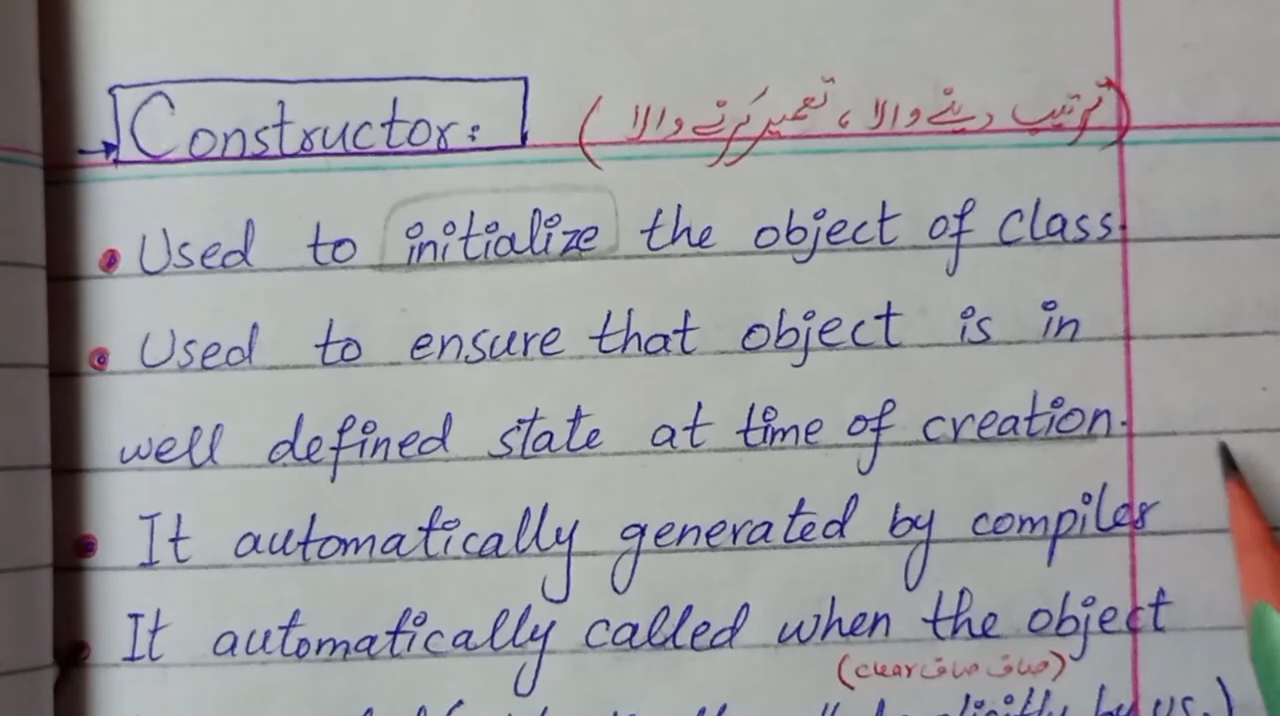 Constructor: (ترتیب دینے والا، تعمیر کرنے والا)
• Used to initialize the object of class.
• Used to ensure that object is in
well defined state at time of creation.
• It automatically generated by compiler
• It automatically called when the object
(clear صاف صاف)
by us.)